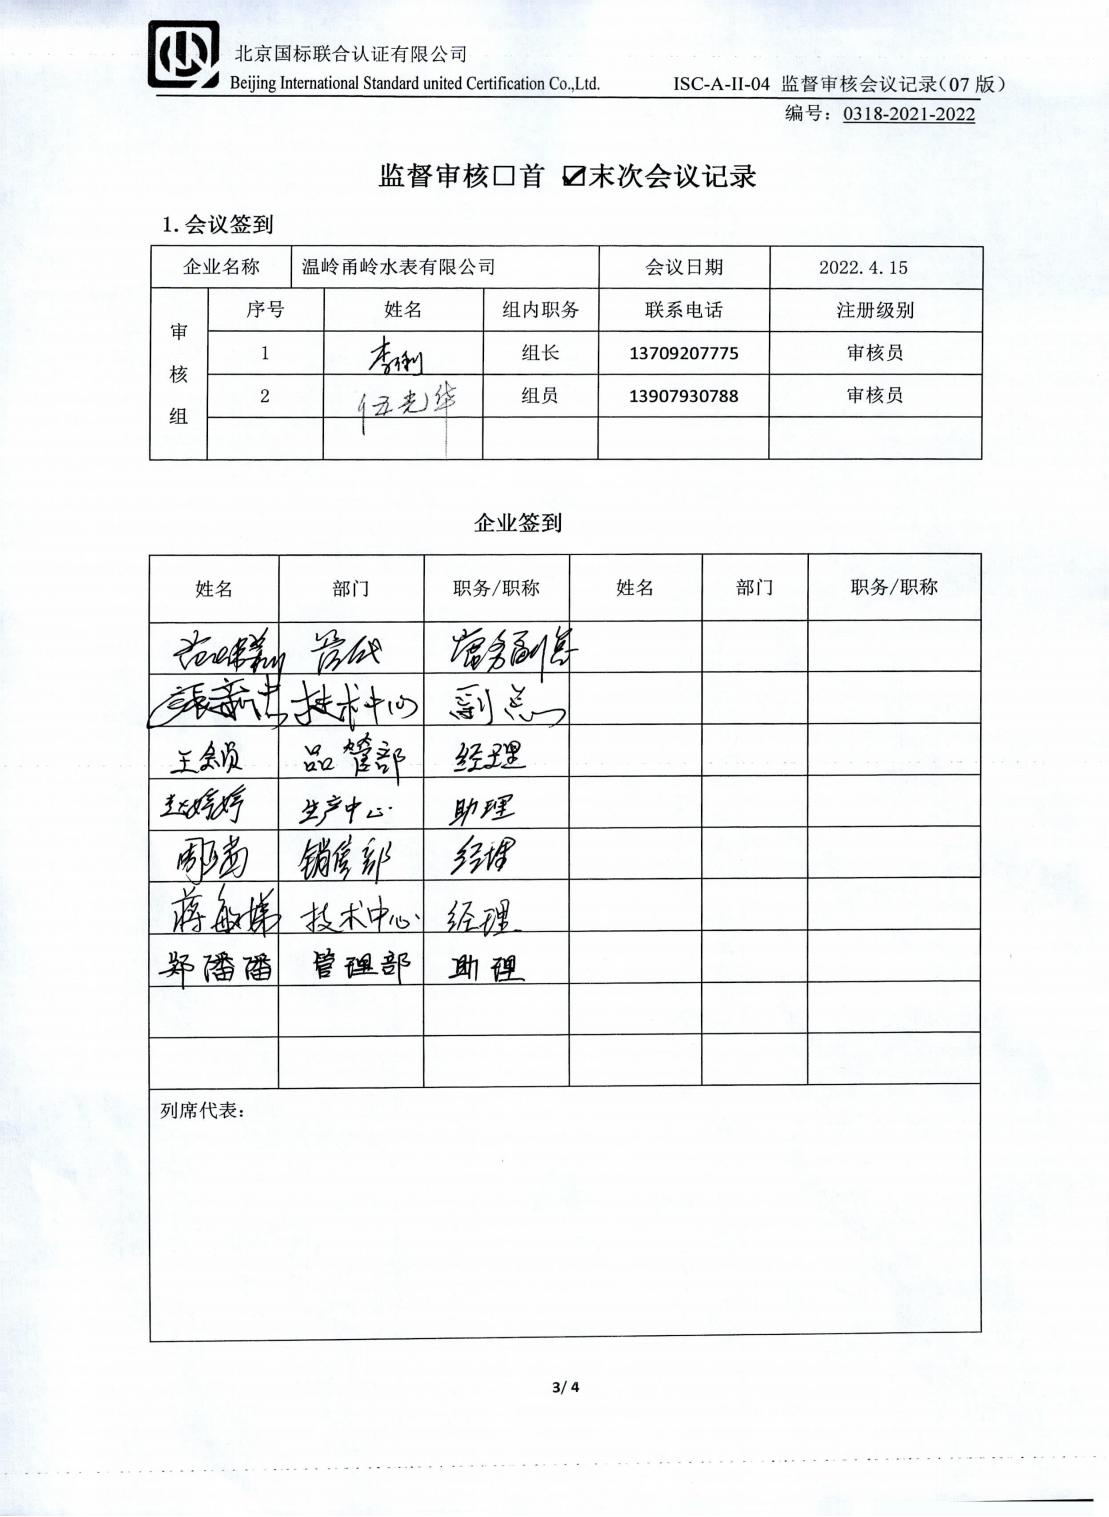 北京国标联合认证有限公司
Beijing International Standard united Certification Co.,Ltd. ISC-A-II-04 监督审核会议记录(07 版)
编号：0318-2021-2022
监督审核□首 ☑末次会议记录
1.会议签到
企业名称 温岭甬岭水表有限公司 会议日期 2022.4.15
审核组 序号 姓名 组内职务 联系电话 注册级别
1 李俐 组长 13709207775 审核员
2 伍光华 组员 13907930788 审核员
企业签到
姓名 部门 职务/职称 姓名 部门 职务/职称
管代 常务副总
張新忠 技术中心 副总
品管部 经理
赵婷婷 生产中心 助理
销售部 经理
蒋敏娣 技术中心 经理
郑潘潘 管理部 助理
列席代表：
3/ 4